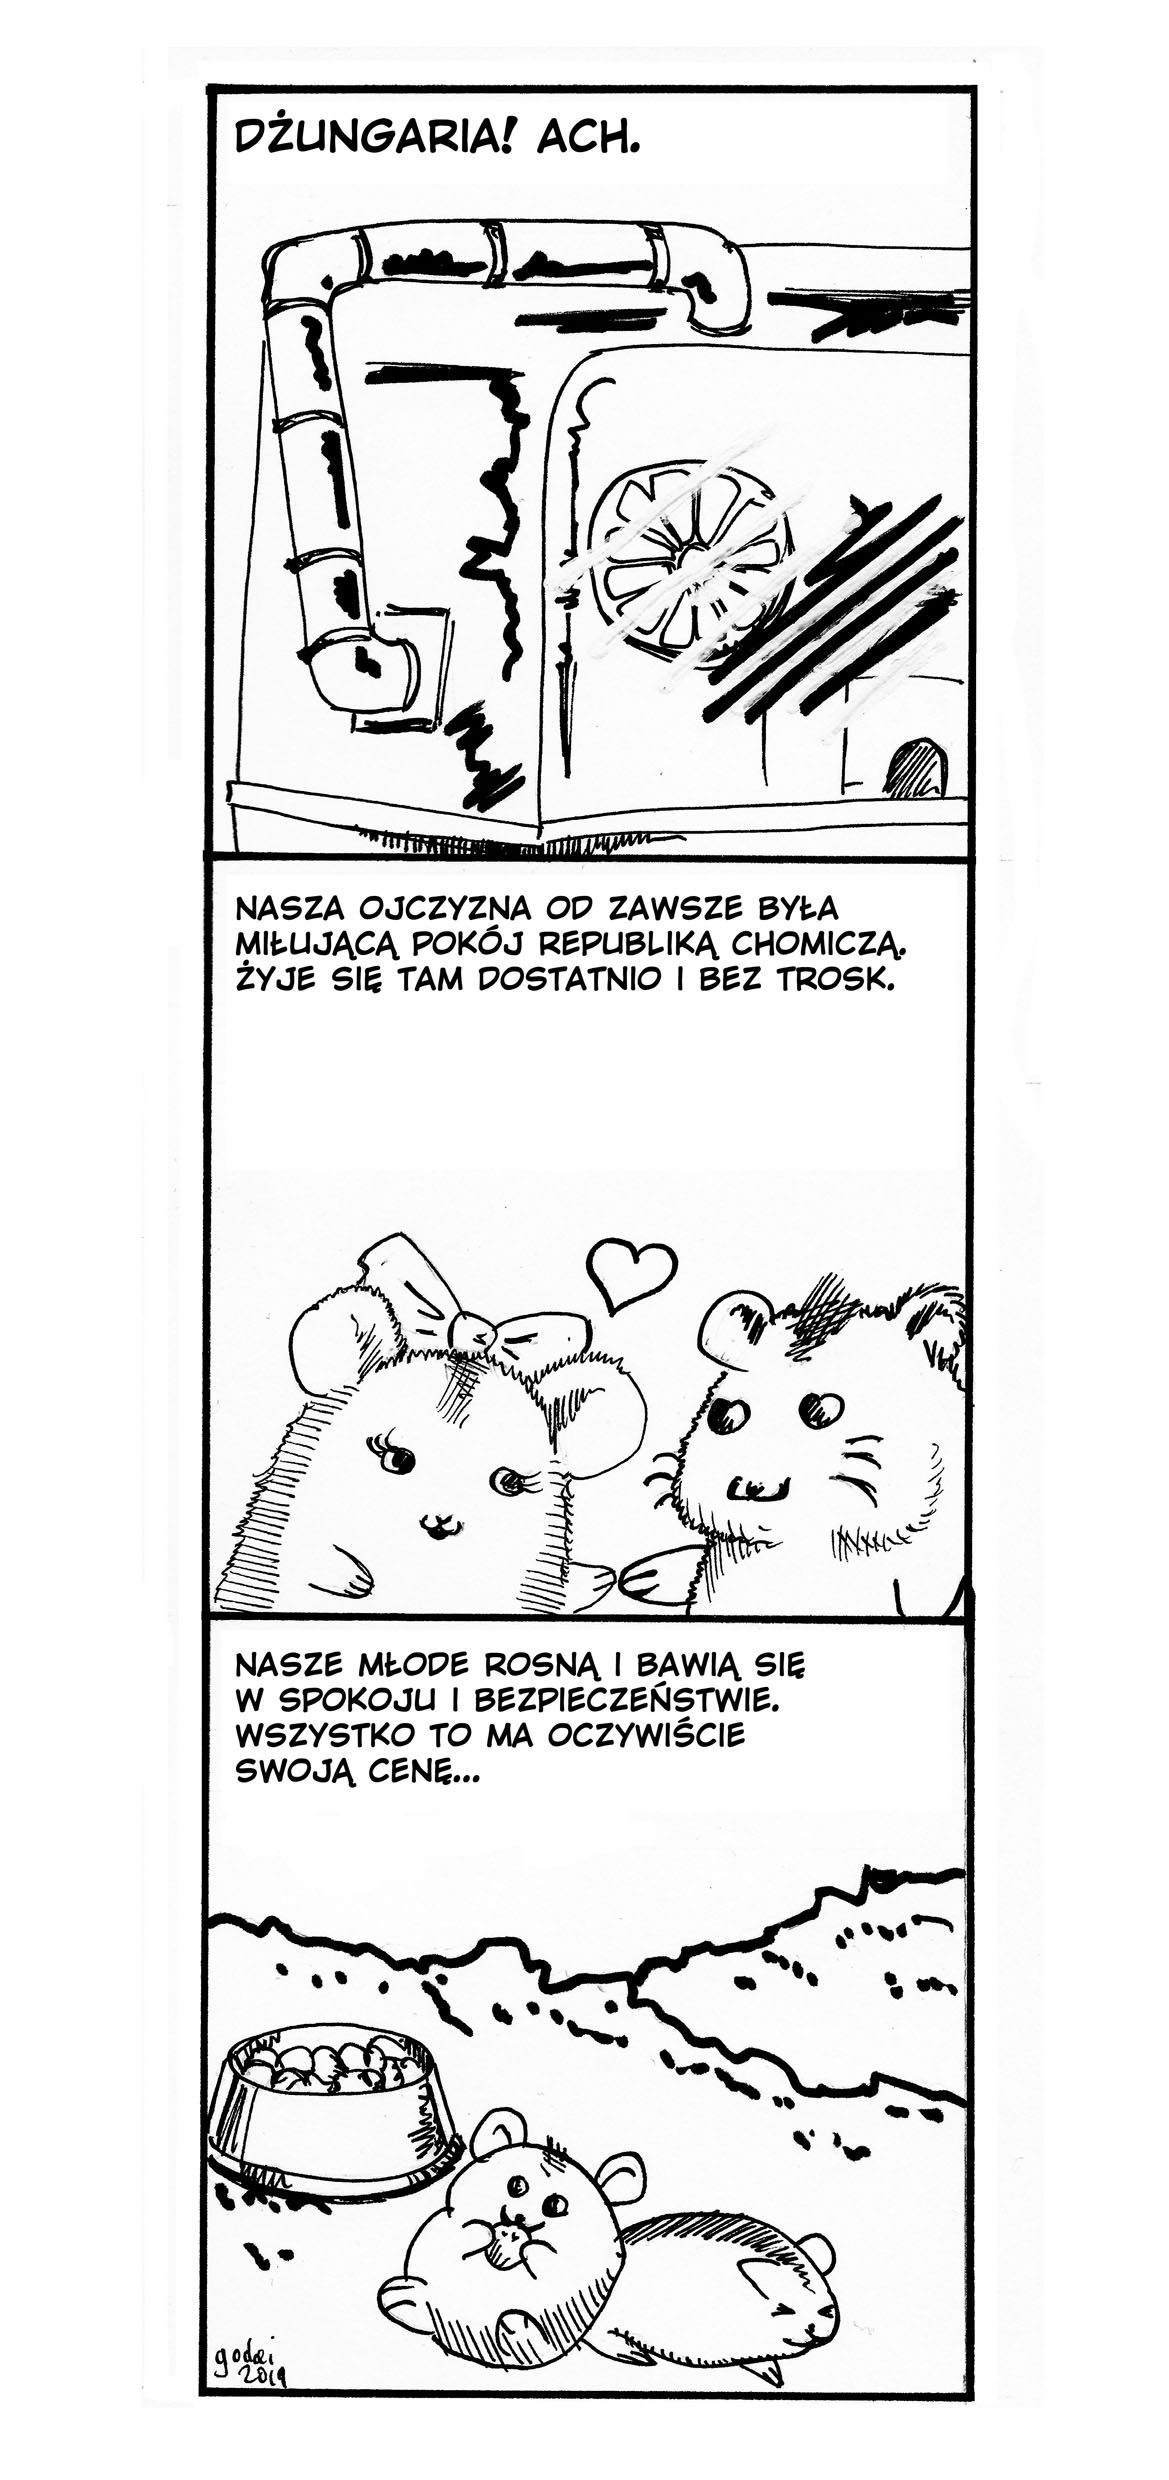 DŻUNGARIA! ACH.
NASZA OJCZYZNA OD ZAWSZE BYŁA
MIŁUJĄCĄ POKÓJ REPUBLIKĄ CHOMICZĄ.
ŻYJE SIĘ TAM DOSTATNIO I BEZ TROSK.
NASZE MŁODE ROSNĄ I BAWIĄ SIĘ
W SPOKOJU I BEZPIECZEŃSTWIE.
WSZYSTKO TO MA OCZYWIŚCIE
SWOJĄ CENĘ...
godai
2019